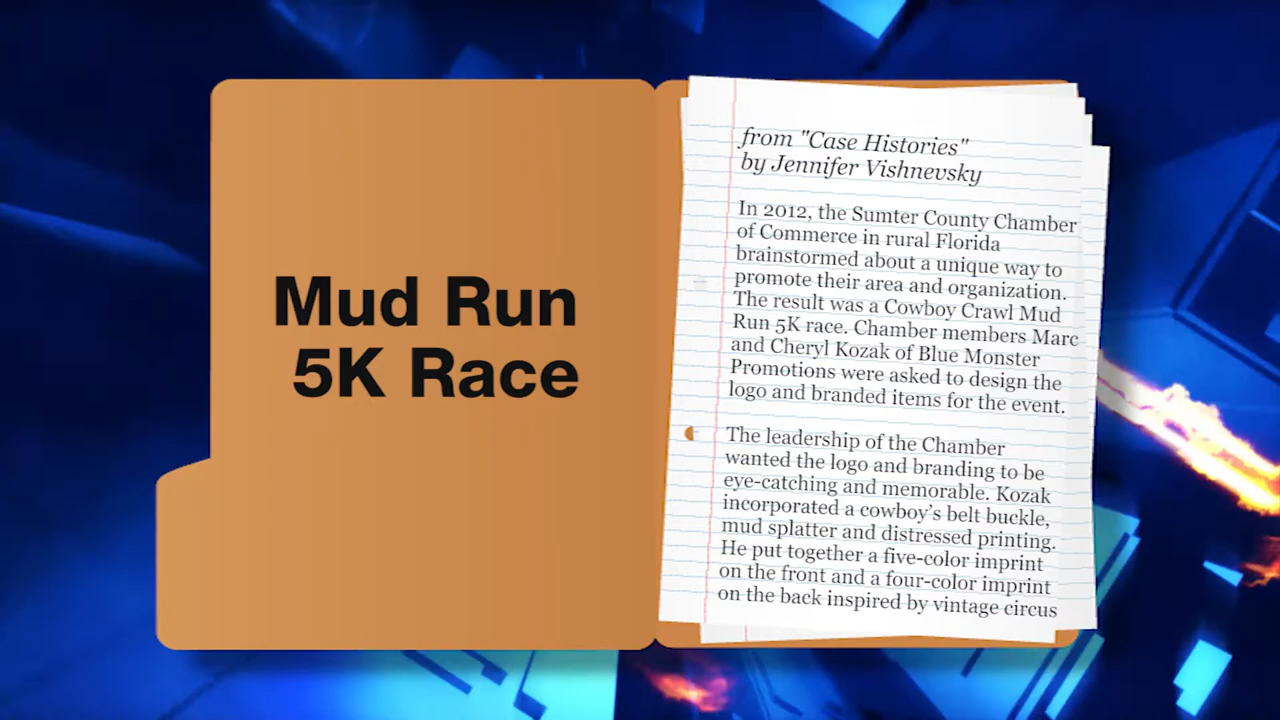 Mud Run
5K Race
from "Case Histories"
by Jennifer Vishnevsky
In 2012, the Sumter County Chamber
of Commerce in rural Florida
brainstormed about a unique way to
promote their area and organization.
The result was a Cowboy Crawl Mud
Run 5K race. Chamber members Marc
and Cheryl Kozak of Blue Monster
Promotions were asked to design the
logo and branded items for the event.
The leadership of the Chamber
wanted the logo and branding to be
eye-catching and memorable. Kozak
incorporated a cowboy’s belt buckle,
mud splatter and distressed printing.
He put together a five-color imprint
on the front and a four-color imprint
on the back inspired by vintage circus